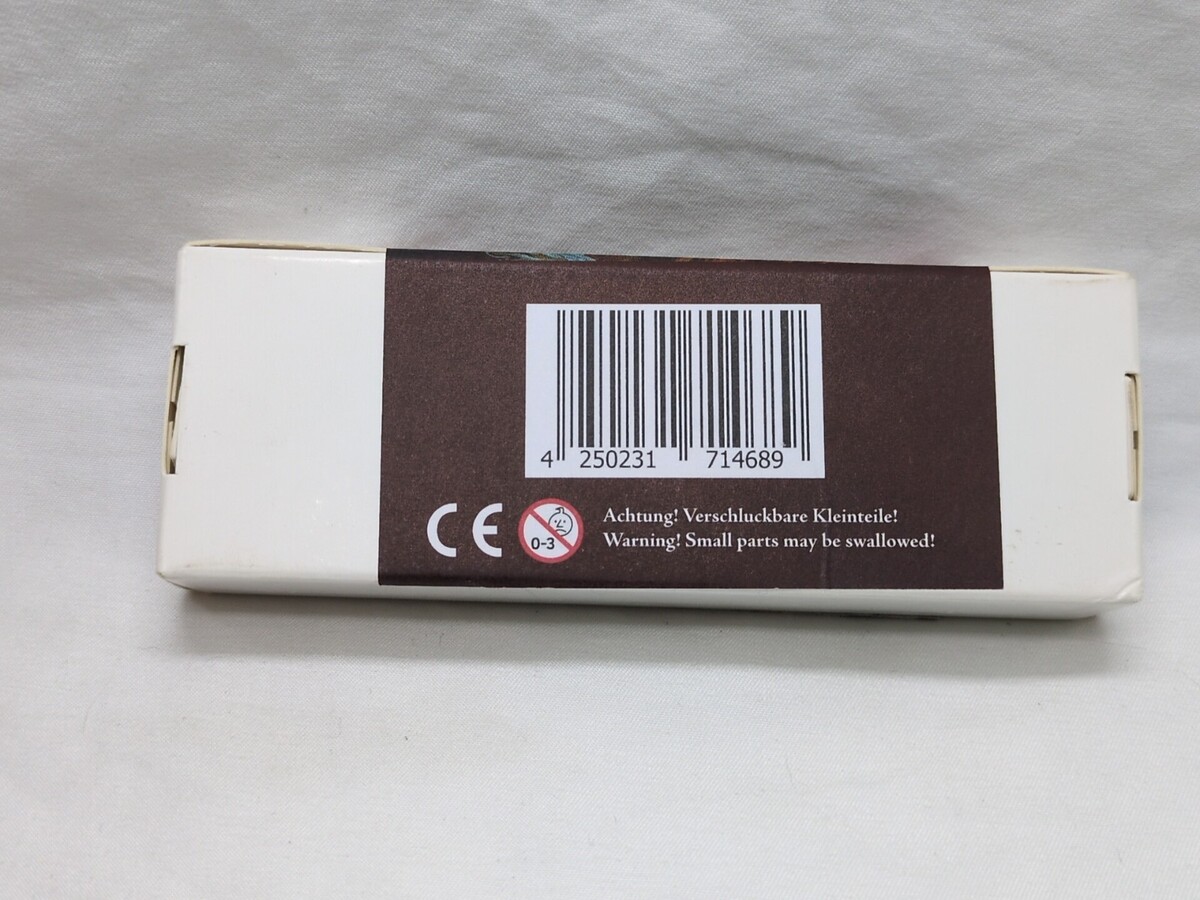 4 250231 714689
CE
0-3
Achtung! Verschluckbare Kleinteile!
Warning! Small parts may be swallowed!